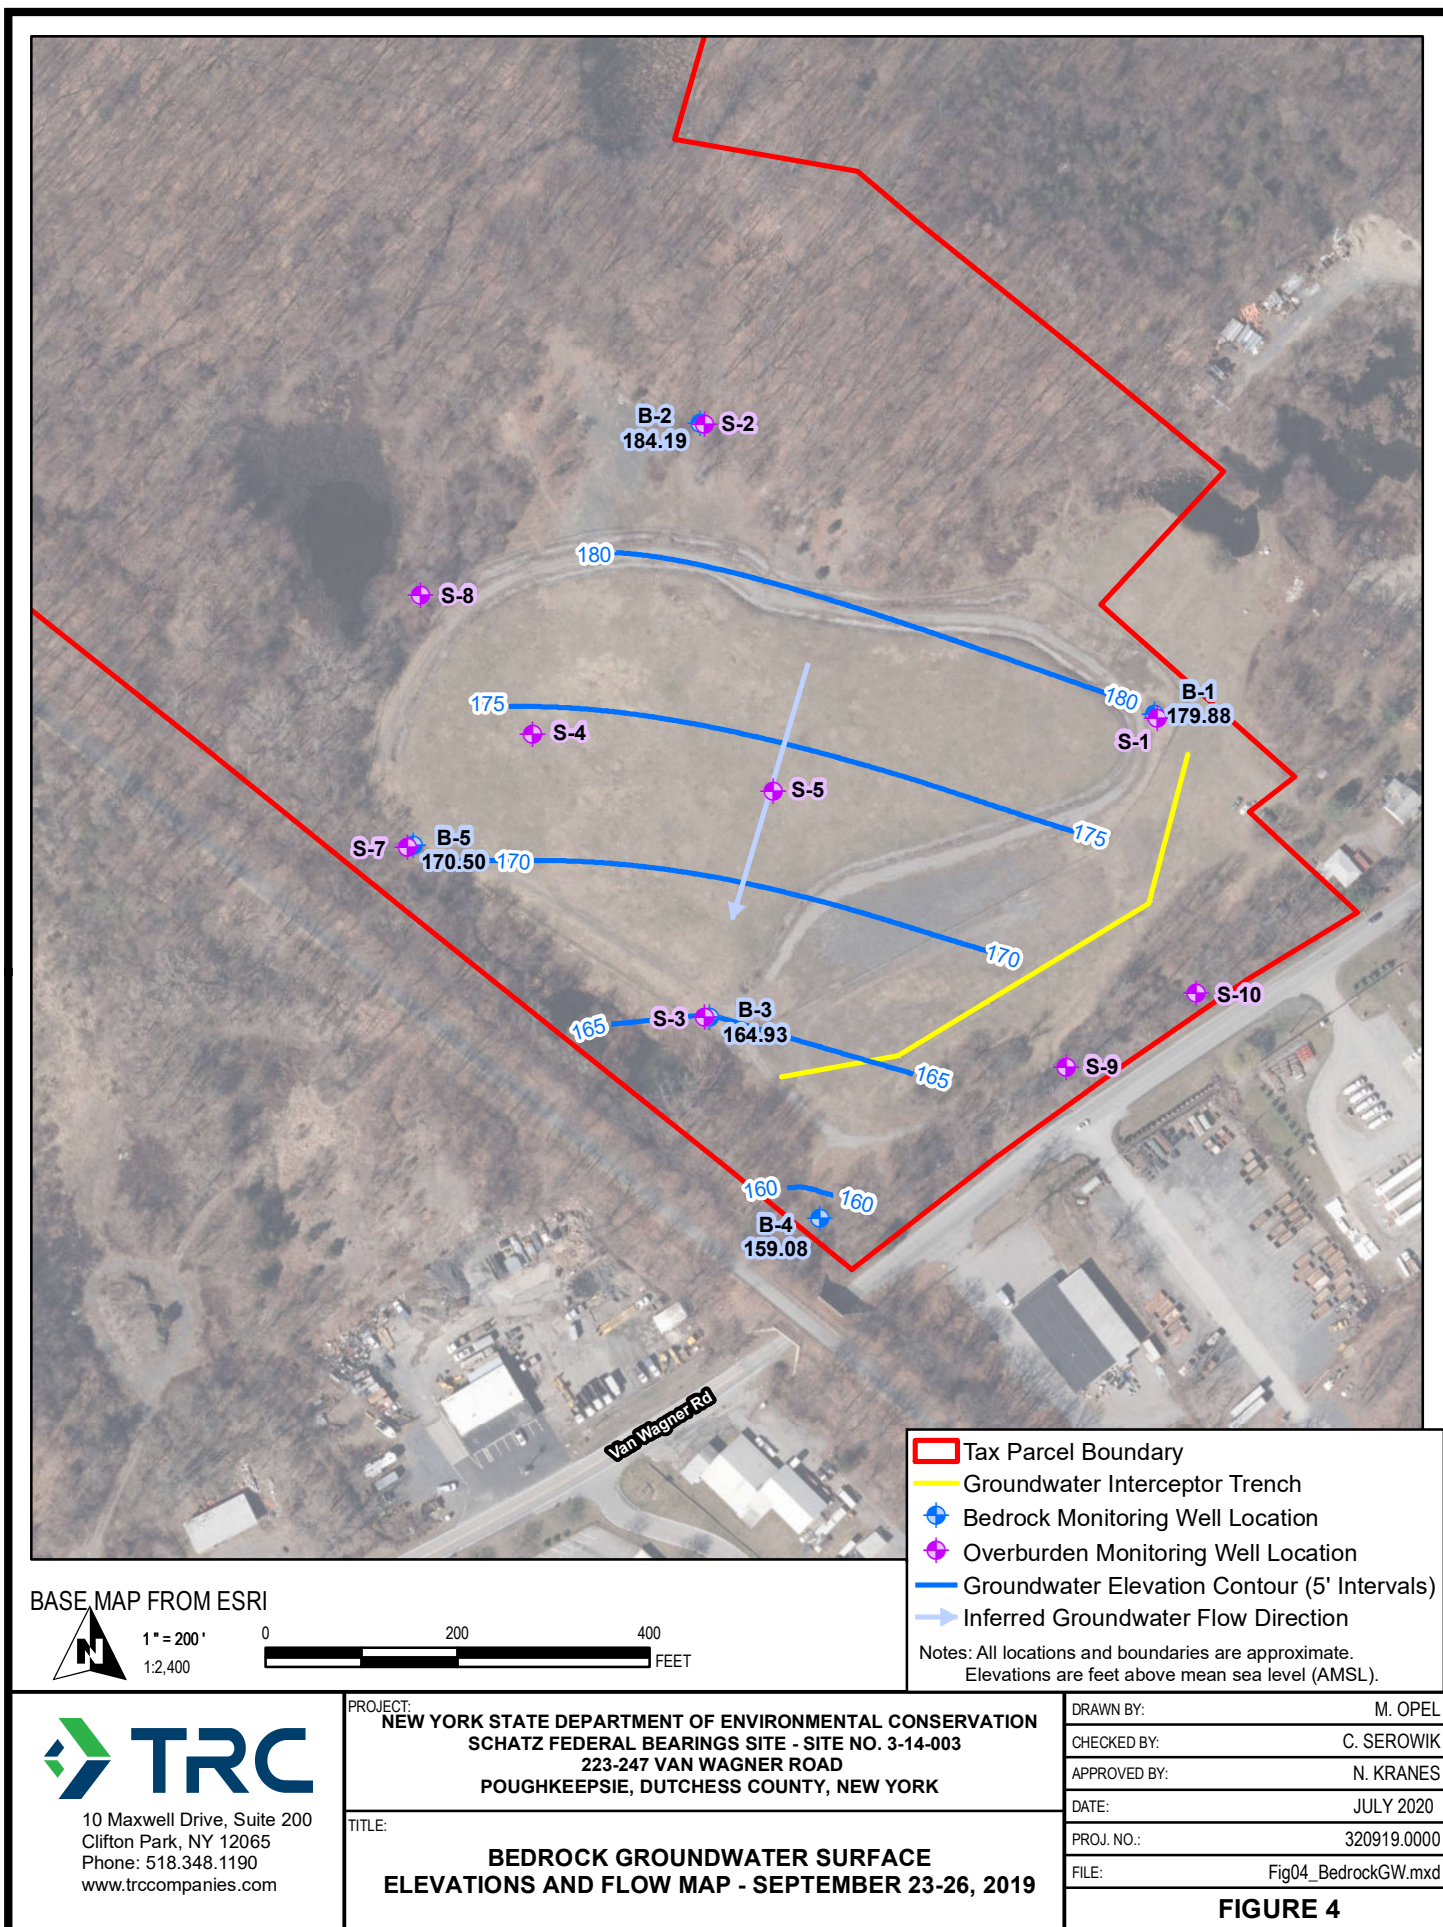 B-2
184.19
S-2
180
S-8
180
B-1
179.88
S-1
175
S-4
S-5
175
S-7
B-5
170.50
170
170
S-10
165
S-3
B-3
164.93
165
S-9
160
160
B-4
159.08
Van Wagner Rd
Tax Parcel Boundary
Groundwater Interceptor Trench
Bedrock Monitoring Well Location
Overburden Monitoring Well Location
Groundwater Elevation Contour (5' Intervals)
Inferred Groundwater Flow Direction
Notes: All locations and boundaries are approximate.
Elevations are feet above mean sea level (AMSL).
BASE MAP FROM ESRI
N
1 " = 200 '
1:2,400
0 200 400
FEET
TRC
10 Maxwell Drive, Suite 200
Clifton Park, NY 12065
Phone: 518.348.1190
www.trccompanies.com
PROJECT:
NEW YORK STATE DEPARTMENT OF ENVIRONMENTAL CONSERVATION
SCHATZ FEDERAL BEARINGS SITE - SITE NO. 3-14-003
223-247 VAN WAGNER ROAD
POUGHKEEPSIE, DUTCHESS COUNTY, NEW YORK
TITLE:
BEDROCK GROUNDWATER SURFACE
ELEVATIONS AND FLOW MAP - SEPTEMBER 23-26, 2019
DRAWN BY: M. OPEL
CHECKED BY: C. SEROWIK
APPROVED BY: N. KRANES
DATE: JULY 2020
PROJ. NO.: 320919.0000
FILE: Fig04_BedrockGW.mxd
FIGURE 4